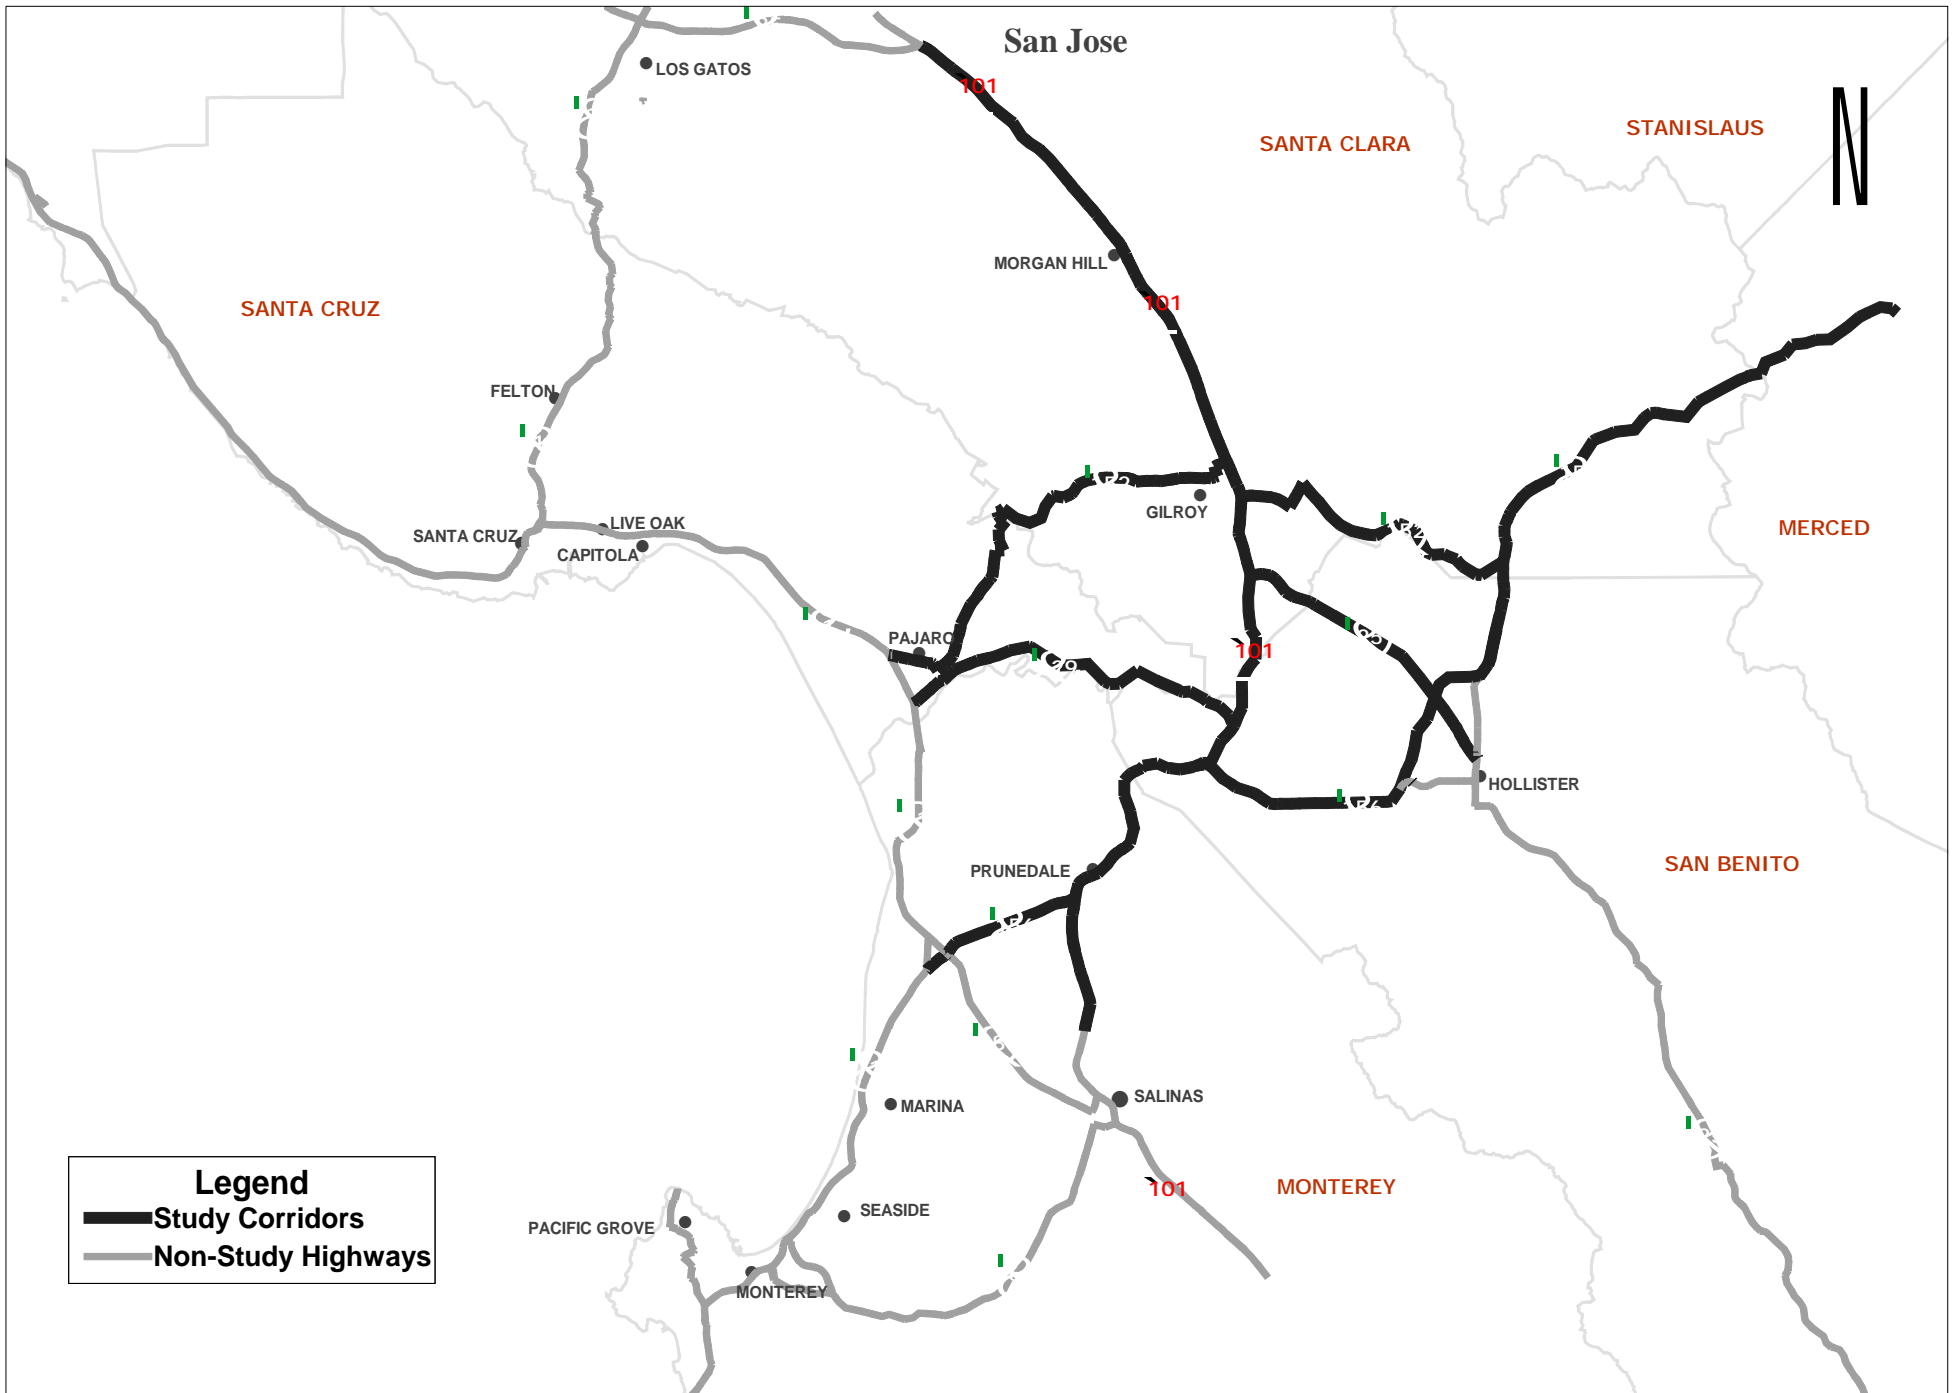 San Jose
LOS GATOS
101
SANTA CLARA
STANISLAUS
N
MORGAN HILL
101
SANTA CRUZ
FELTON
GILROY
SANTA CRUZ
LIVE OAK
CAPITOLA
MERCED
PAJARO
101
HOLLISTER
PRUNEDALE
SAN BENITO
SALINAS
MARINA
101
MONTEREY
SEASIDE
PACIFIC GROVE
MONTEREY
Legend
Study Corridors
Non-Study Highways